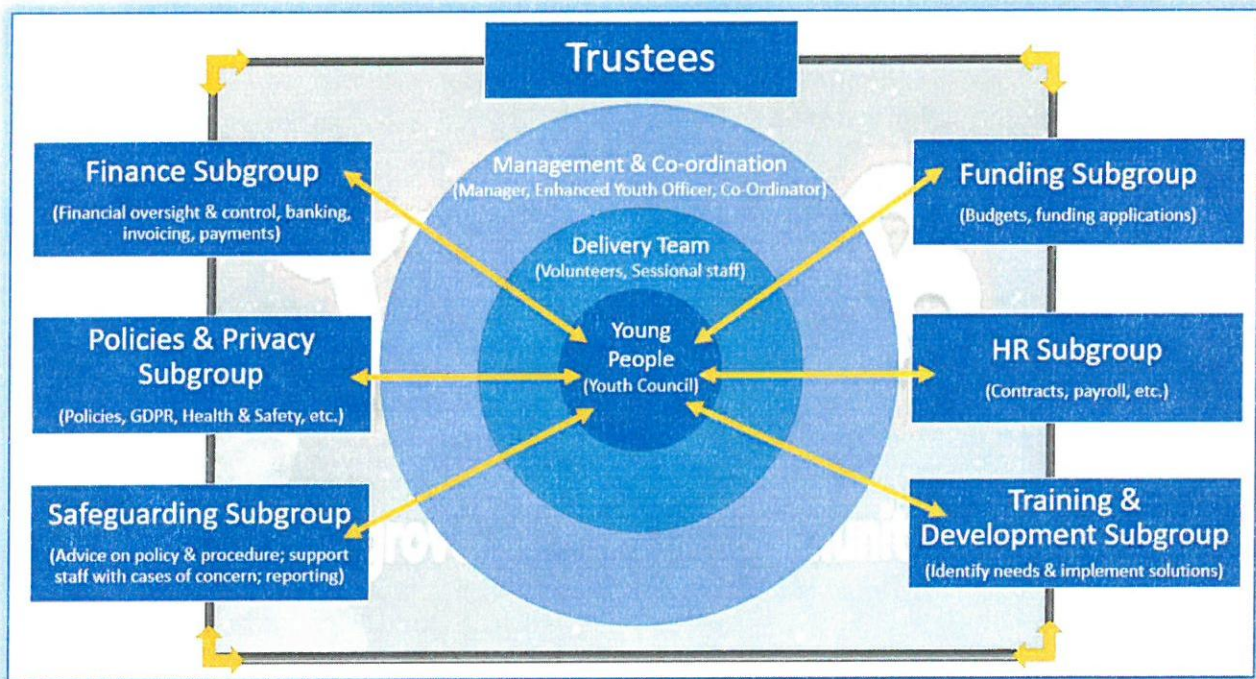 Trustees
Finance Subgroup
(Financial oversight & control, banking,
invoicing, payments)
Policies & Privacy
Subgroup
(Policies, GDPR, Health & Safety, etc.)
Safeguarding Subgroup
(Advice on policy & procedure; support
staff with cases of concern; reporting)
Management & Co-ordination
(Manager, Enhanced Youth Officer, Co-Ordinator)
Delivery Team
(Volunteers, Sessional staff)
Young
People
(Youth Council)
Funding Subgroup
(Budgets, funding applications)
HR Subgroup
(Contracts, payroll, etc.)
Training &
Development Subgroup
(Identify needs & implement solutions)